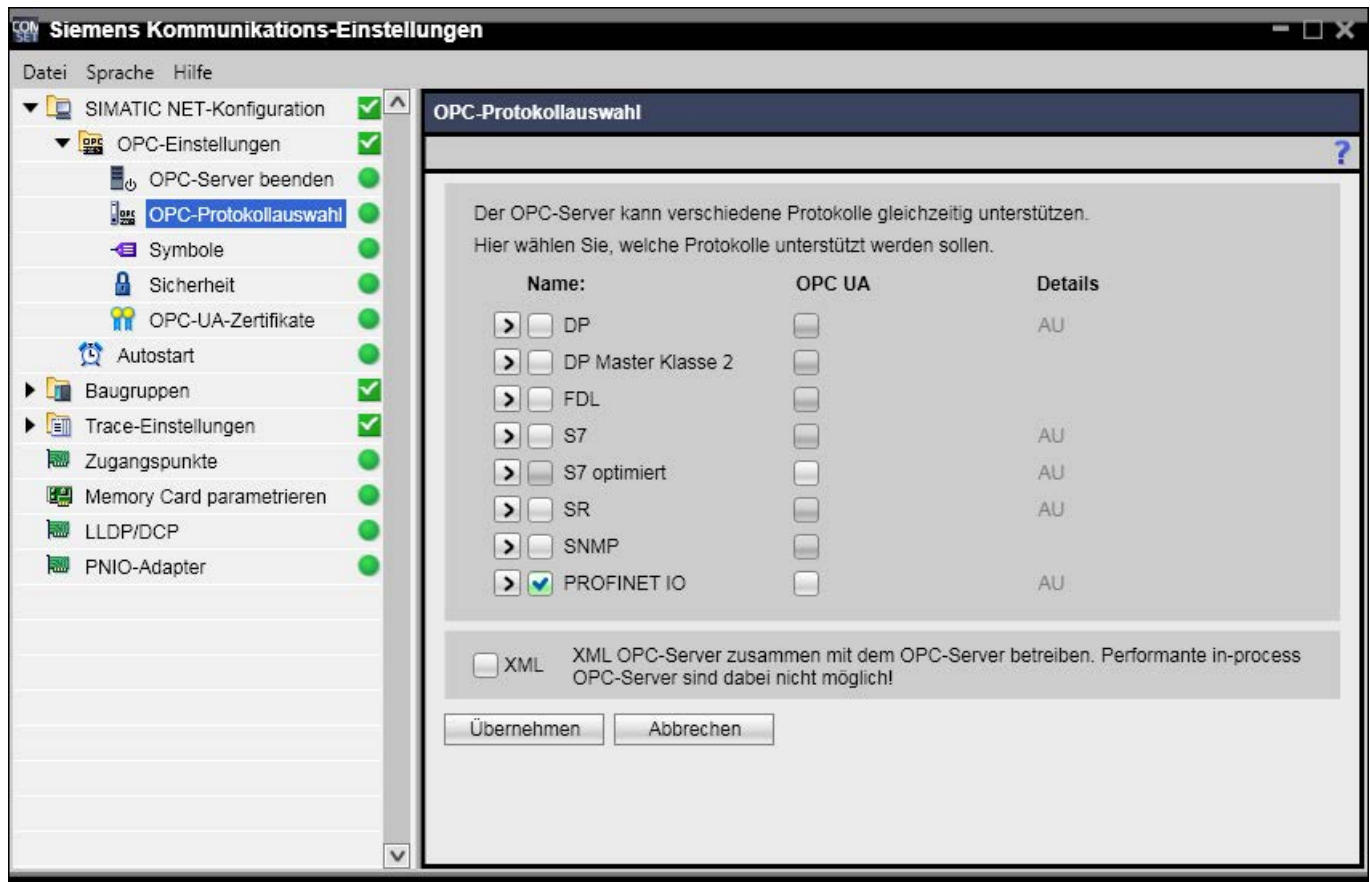 CON SET Siemens Kommunikations-Einstellungen
Datei Sprache Hilfe
SIMATIC NET-Konfiguration
OPC-Einstellungen
OPC-Server beenden
OPC-Protokollauswahl
Symbole
Sicherheit
OPC-UA-Zertifikate
Autostart
Baugruppen
Trace-Einstellungen
Zugangspunkte
Memory Card parametrieren
LLDP/DCP
PNIO-Adapter
OPC-Protokollauswahl
?
Der OPC-Server kann verschiedene Protokolle gleichzeitig unterstützen.
Hier wählen Sie, welche Protokolle unterstützt werden sollen.
Name: OPC UA Details
DP AU
DP Master Klasse 2
FDL
S7 AU
S7 optimiert AU
SR AU
SNMP
PROFINET IO AU
XML XML OPC-Server zusammen mit dem OPC-Server betreiben. Performante in-process
OPC-Server sind dabei nicht möglich!
Übernehmen Abbrechen